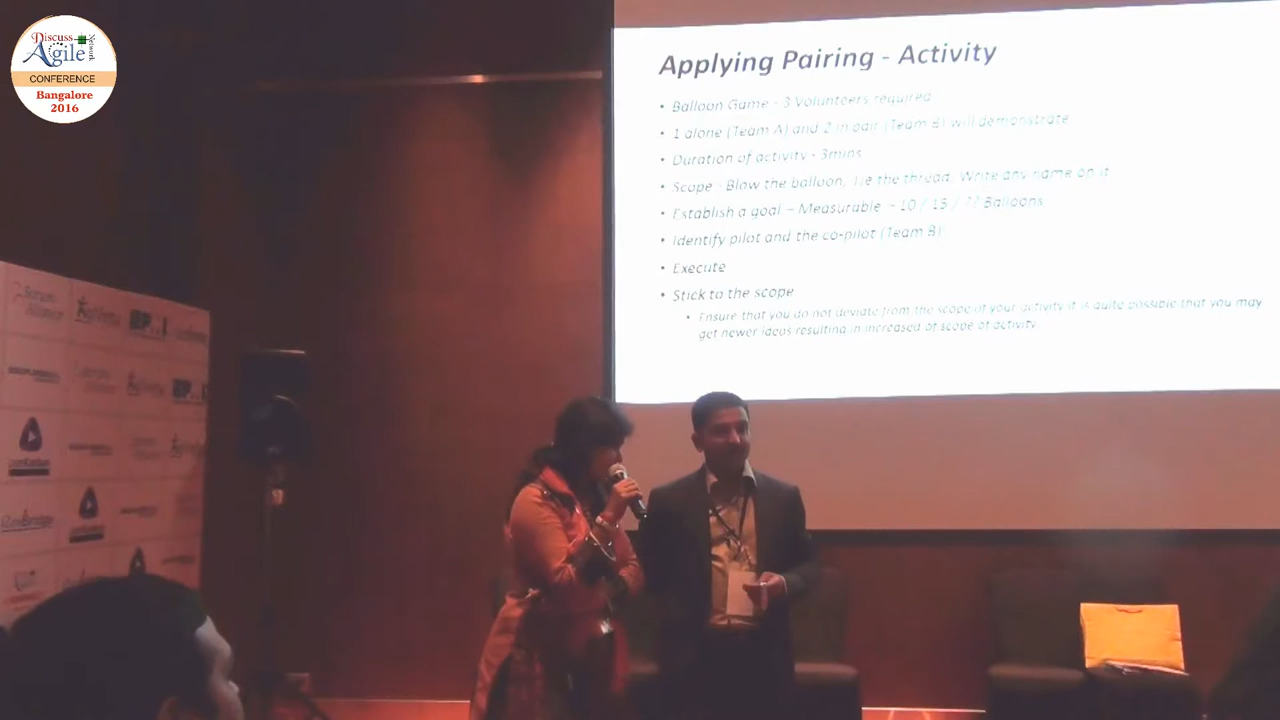 Discuss
Agile
Network
CONFERENCE
Bangalore
2016
Applying Pairing - Activity
• Balloon Game - 3 Volunteers required
• 1 alone (Team A) and 2 in pair (Team B) will demonstrate
• Duration of activity - 3mins
• Scope - Blow the balloon, Tie the thread, Write any name on it
• Establish a goal – Measurable - 10 / 15 / ?? Balloons
• Identify pilot and the co-pilot (Team B)
• Execute
• Stick to the scope
• Ensure that you do not deviate from the scope of your activity it is quite possible that you may
get newer ideas resulting in increased of scope of activity
Scrum
Alliance